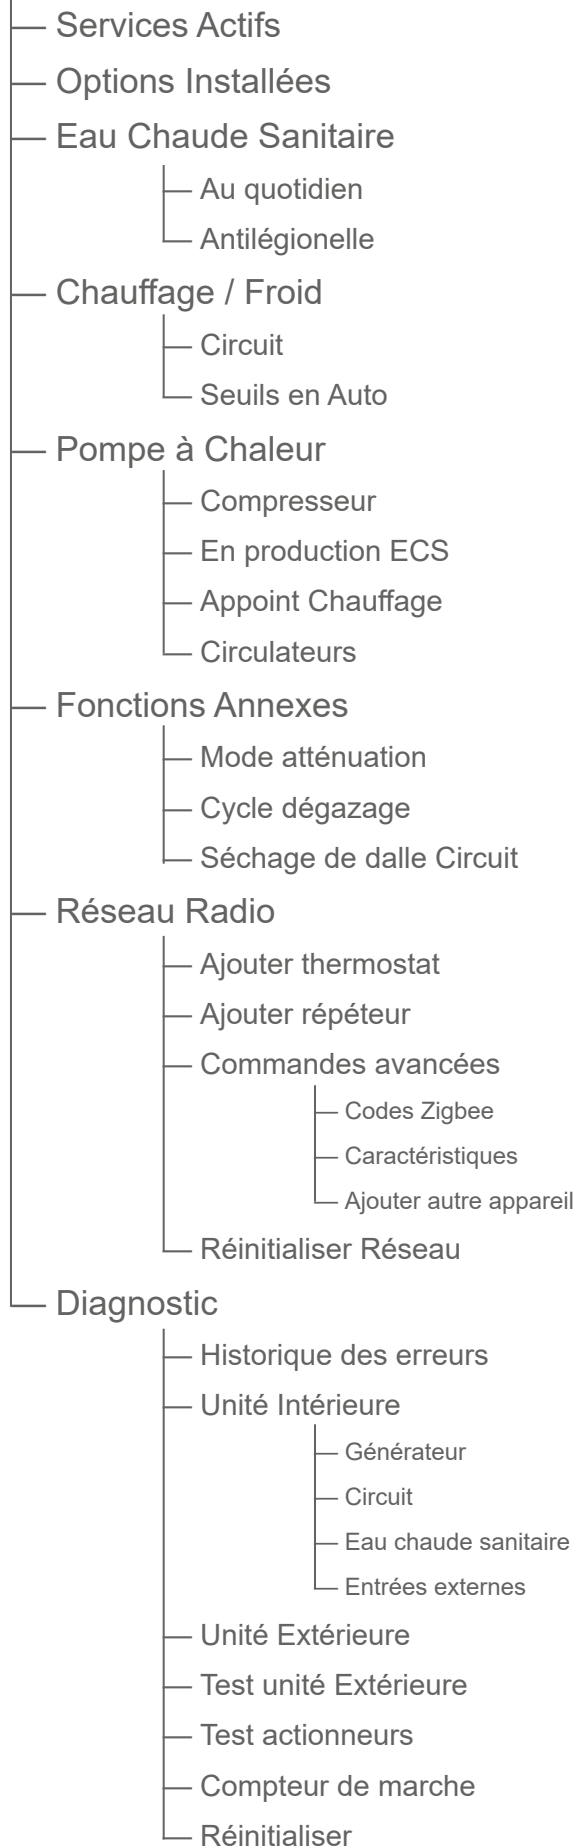 Services Actifs
Options Installées
Eau Chaude Sanitaire
Au quotidien
Antilégionelle
Chauffage / Froid
Circuit
Seuils en Auto
Pompe à Chaleur
Compresseur
En production ECS
Appoint Chauffage
Circulateurs
Fonctions Annexes
Mode atténuation
Cycle dégazage
Séchage de dalle Circuit
Réseau Radio
Ajouter thermostat
Ajouter répéteur
Commandes avancées
Codes Zigbee
Caractéristiques
Ajouter autre appareil
Réinitialiser Réseau
Diagnostic
Historique des erreurs
Unité Intérieure
Générateur
Circuit
Eau chaude sanitaire
Entrées externes
Unité Extérieure
Test unité Extérieure
Test actionneurs
Compteur de marche
Réinitialiser